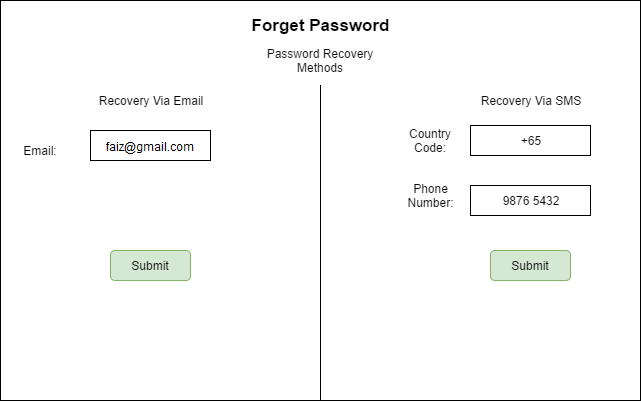 Forget Password
Password Recovery
Methods
Recovery Via Email
Email:
faiz@gmail.com
Submit
Recovery Via SMS
Country
Code:
+65
Phone
Number:
9876 5432
Submit